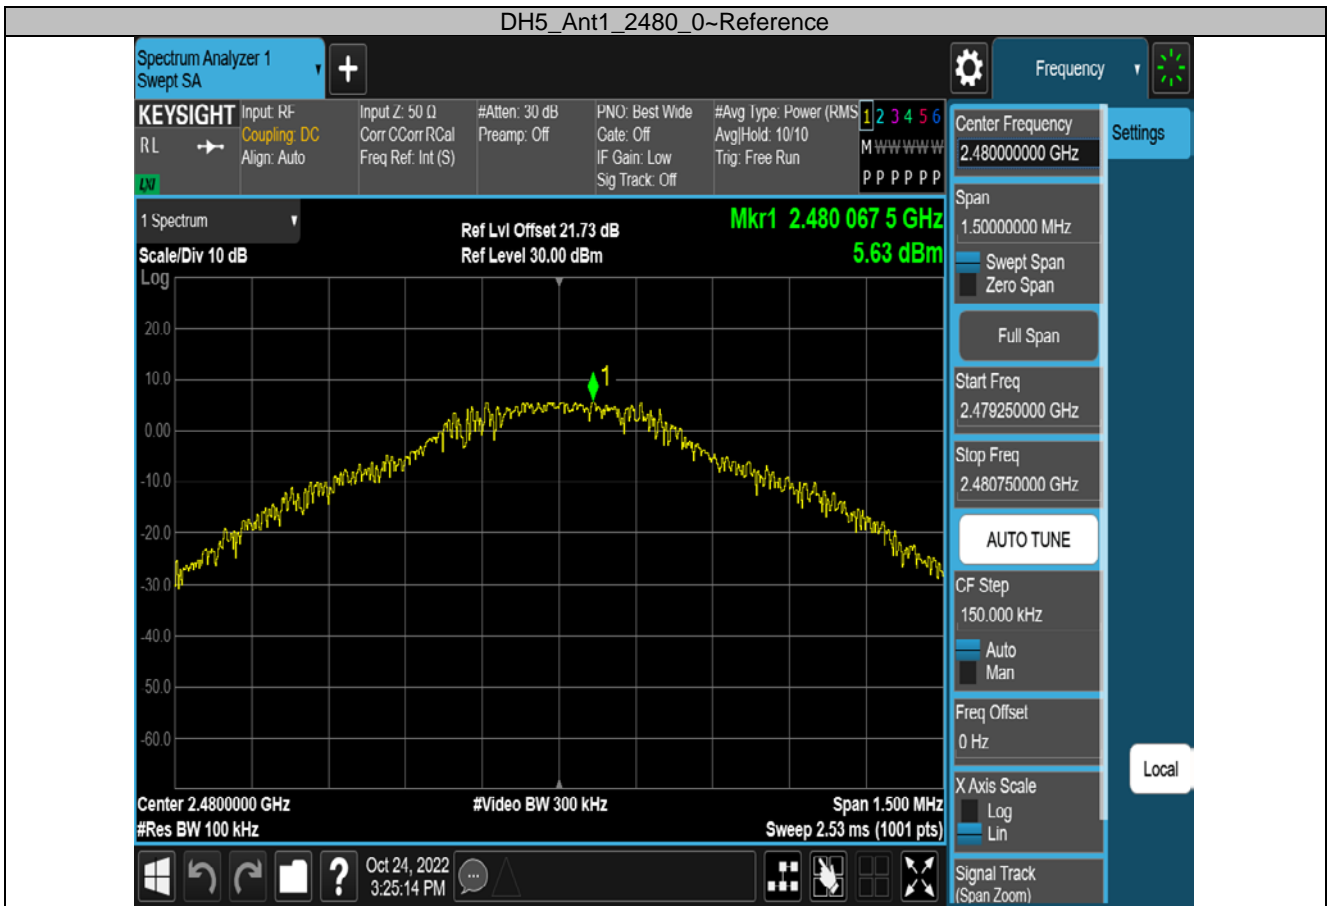 DH5_Ant1_2480_0~Reference
Spectrum Analyzer 1
Swept SA
+
Frequency
KEYSIGHT
RL
LXI
Input: RF
Coupling: DC
Align: Auto
Input Z: 50 Ω
Corr CCorr RCal
Freq Ref: Int (S)
#Atten: 30 dB
Preamp: Off
PNO: Best Wide
Gate: Off
IF Gain: Low
Sig Track: Off
#Avg Type: Power (RMS
Avg|Hold: 10/10
Trig: Free Run
1 2 3 4 5 6
M W W W W W
P P P P P P
Center Frequency
2.480000000 GHz
Settings
1 Spectrum
Scale/Div 10 dB
Log
Ref Lvl Offset 21.73 dB
Ref Level 30.00 dBm
Mkr1 2.480 067 5 GHz
5.63 dBm
Span
1.50000000 MHz
Swept Span
Zero Span
Full Span
Start Freq
2.479250000 GHz
Stop Freq
2.480750000 GHz
AUTO TUNE
CF Step
150.000 kHz
Auto
Man
Freq Offset
0 Hz
X Axis Scale
Log
Lin
Signal Track
(Span Zoom)
Local
20.0
10.0
0.00
-10.0
-20.0
-30.0
-40.0
-50.0
-60.0
1
Center 2.4800000 GHz
#Res BW 100 kHz
#Video BW 300 kHz
Span 1.500 MHz
Sweep 2.53 ms (1001 pts)
?
Oct 24, 2022
3:25:14 PM